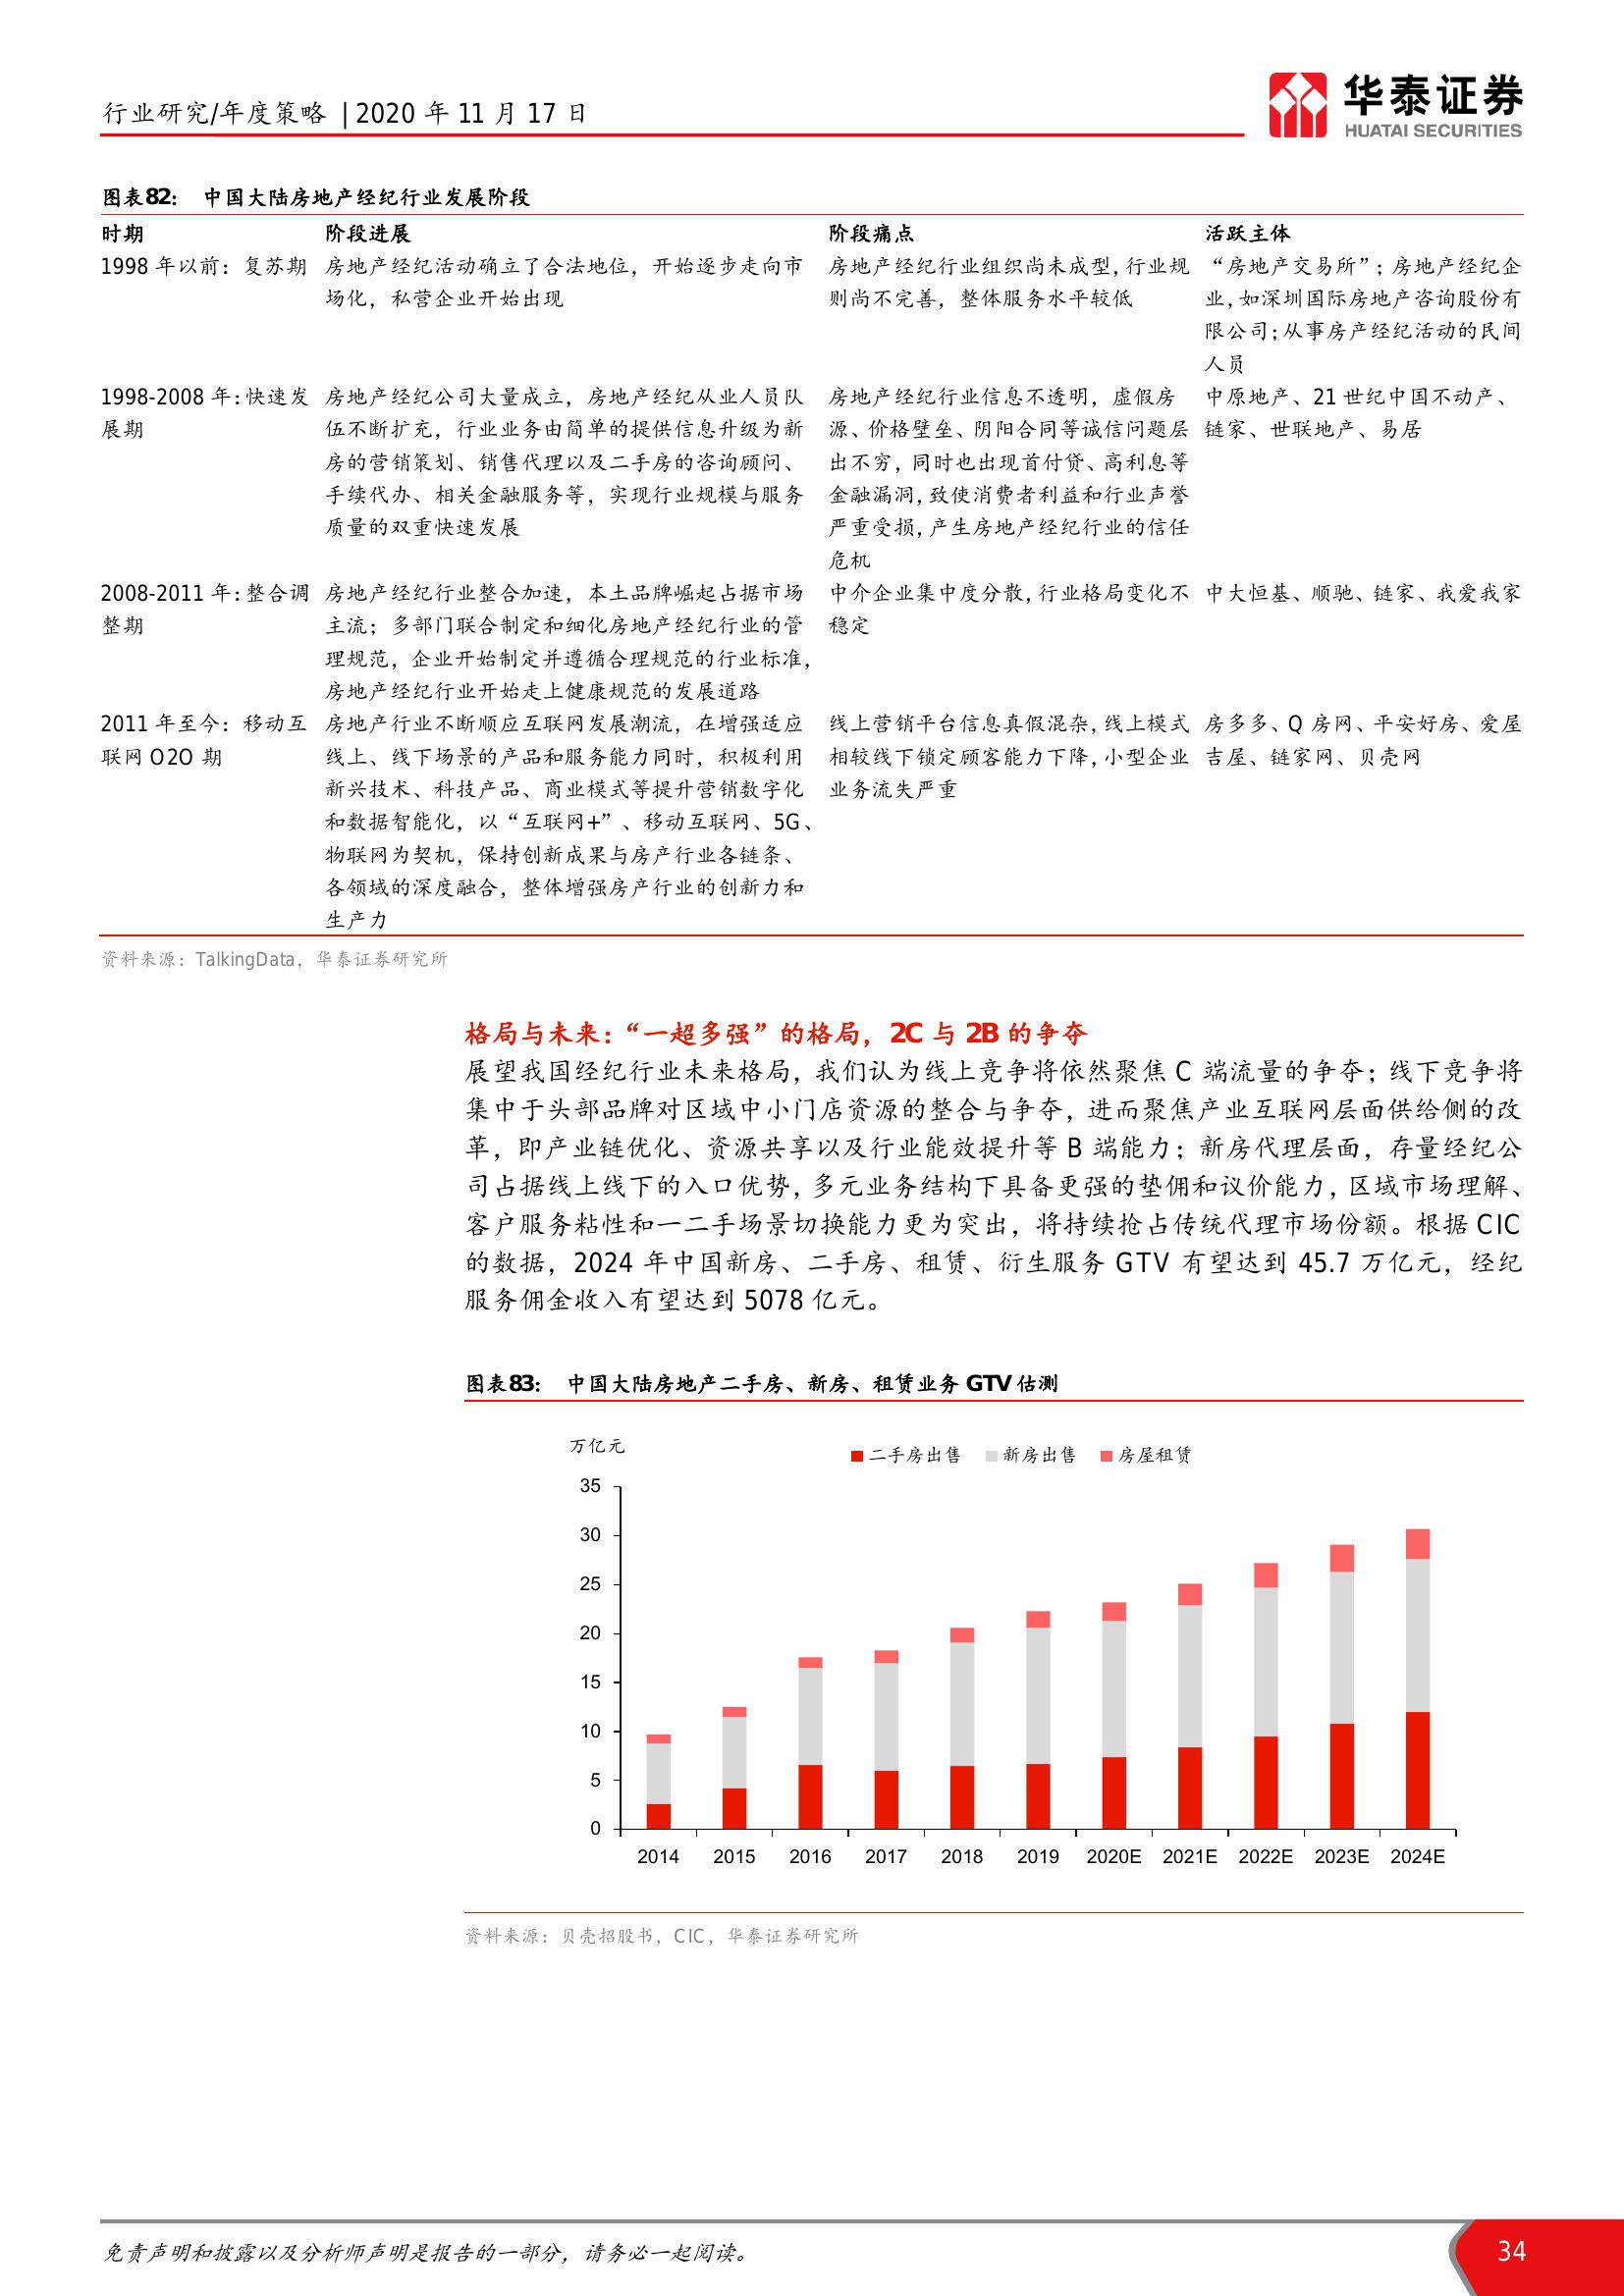 行业研究/年度策略 | 2020 年 11 月 17 日
华泰证券
HUATAI SECURITIES
图表82： 中国大陆房地产经纪行业发展阶段
时期 阶段进展 阶段痛点 活跃主体
1998 年以前：复苏期 房地产经纪活动确立了合法地位，开始逐步走向市 房地产经纪行业组织尚未成型，行业规 “房地产交易所”；房地产经纪企
场化，私营企业开始出现 则尚不完善，整体服务水平较低 业，如深圳国际房地产咨询股份有
限公司；从事房产经纪活动的民间
人员
1998-2008 年：快速发 房地产经纪公司大量成立，房地产经纪从业人员队 房地产经纪行业信息不透明，虚假房 中原地产、21 世纪中国不动产、
展期 伍不断扩充，行业业务由简单的提供信息升级为新 源、价格壁垒、阴阳合同等诚信问题层 链家、世联地产、易居
房的营销策划、销售代理以及二手房的咨询顾问、 出不穷，同时也出现首付贷、高利息等
手续代办、相关金融服务等，实现行业规模与服务 金融漏洞，致使消费者利益和行业声誉
质量的双重快速发展 严重受损，产生房地产经纪行业的信任
危机
2008-2011 年：整合调 房地产经纪行业整合加速，本土品牌崛起占据市场 中介企业集中度分散，行业格局变化不 中大恒基、顺驰、链家、我爱我家
整期 主流；多部门联合制定和细化房地产经纪行业的管 稳定
理规范，企业开始制定并遵循合理规范的行业标准，
房地产经纪行业开始走上健康规范的发展道路
2011 年至今：移动互 房地产行业不断顺应互联网发展潮流，在增强适应 线上营销平台信息真假混杂，线上模式 房多多、Q 房网、平安好房、爱屋
联网 O2O 期 线上、线下场景的产品和服务能力同时，积极利用 相较线下锁定顾客能力下降，小型企业 吉屋、链家网、贝壳网
新兴技术、科技产品、商业模式等提升营销数字化 业务流失严重
和数据智能化，以“互联网+”、移动互联网、5G、
物联网为契机，保持创新成果与房产行业各链条、
各领域的深度融合，整体增强房产行业的创新力和
生产力
资料来源：TalkingData，华泰证券研究所
格局与未来：“一超多强”的格局，2C 与 2B 的争夺
展望我国经纪行业未来格局，我们认为线上竞争将依然聚焦 C 端流量的争夺；线下竞争将
集中于头部品牌对区域中小门店资源的整合与争夺，进而聚焦产业互联网层面供给侧的改
革，即产业链优化、资源共享以及行业能效提升等 B 端能力；新房代理层面，存量经纪公
司占据线上线下的入口优势，多元业务结构下具备更强的垫佣和议价能力，区域市场理解、
客户服务粘性和一二手场景切换能力更为突出，将持续抢占传统代理市场份额。根据 CIC
的数据，2024 年中国新房、二手房、租赁、衍生服务 GTV 有望达到 45.7 万亿元，经纪
服务佣金收入有望达到 5078 亿元。
图表83： 中国大陆房地产二手房、新房、租赁业务 GTV 估测
万亿元
二手房出售 新房出售 房屋租赁
35
30
25
20
15
10
5
0
2014 2015 2016 2017 2018 2019 2020E 2021E 2022E 2023E 2024E
资料来源：贝壳招股书，CIC，华泰证券研究所
免责声明和披露以及分析师声明是报告的一部分，请务必一起阅读。
34